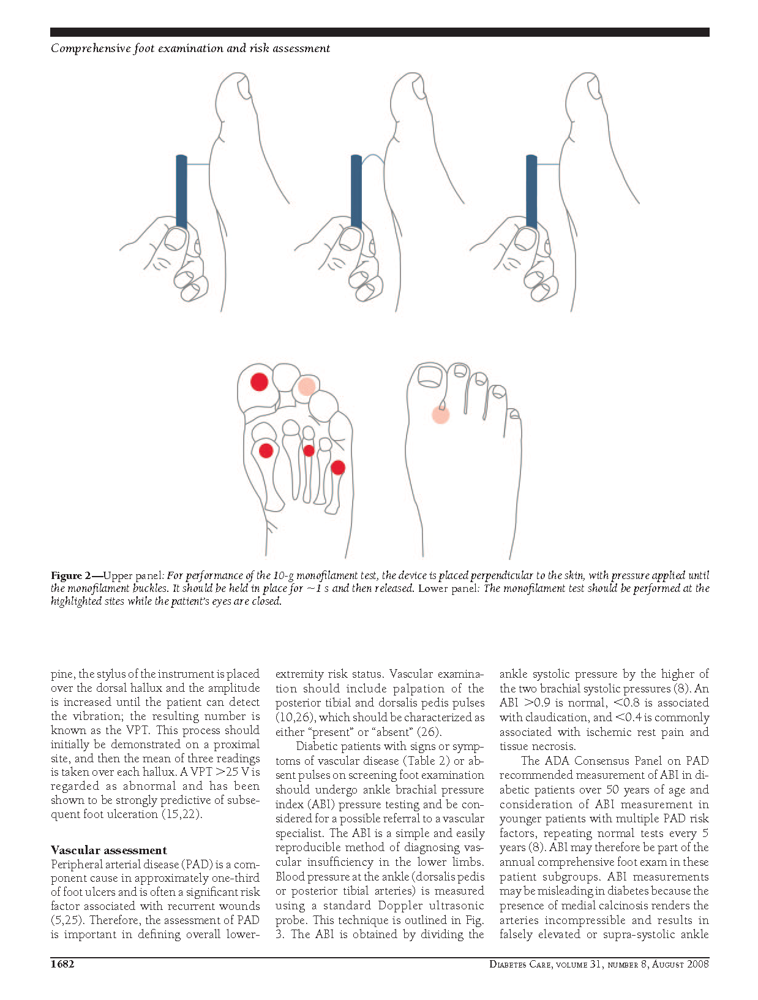 Comprehensive foot examination and risk assessment
Figure 2—Upper panel: For performance of the 10-g monofilament test, the device is placed perpendicular to the skin, with pressure applied until
the monofilament buckles. It should be held in place for ~1 s and then released. Lower panel: The monofilament test should be performed at the
highlighted sites while the patient's eyes are closed.
pine, the stylus of the instrument is placed
over the dorsal hallux and the amplitude
is increased until the patient can detect
the vibration; the resulting number is
known as the VPT. This process should
initially be demonstrated on a proximal
site, and then the mean of three readings
is taken over each hallux. A VPT >25 V is
regarded as abnormal and has been
shown to be strongly predictive of subse-
quent foot ulceration (15,22).
Vascular assessment
Peripheral arterial disease (PAD) is a com-
ponent cause in approximately one-third
of foot ulcers and is often a significant risk
factor associated with recurrent wounds
(5,25). Therefore, the assessment of PAD
is important in defining overall lower-
extremity risk status. Vascular examina-
tion should include palpation of the
posterior tibial and dorsalis pedis pulses
(10,26), which should be characterized as
either “present” or “absent” (26).
Diabetic patients with signs or symp-
toms of vascular disease (Table 2) or ab-
sent pulses on screening foot examination
should undergo ankle brachial pressure
index (ABI) pressure testing and be con-
sidered for a possible referral to a vascular
specialist. The ABI is a simple and easily
reproducible method of diagnosing vas-
cular insufficiency in the lower limbs.
Blood pressure at the ankle (dorsalis pedis
or posterior tibial arteries) is measured
using a standard Doppler ultrasonic
probe. This technique is outlined in Fig.
3. The ABI is obtained by dividing the
ankle systolic pressure by the higher of
the two brachial systolic pressures (8). An
ABI >0.9 is normal, <0.8 is associated
with claudication, and <0.4 is commonly
associated with ischemic rest pain and
tissue necrosis.
The ADA Consensus Panel on PAD
recommended measurement of ABI in di-
abetic patients over 50 years of age and
consideration of ABI measurement in
younger patients with multiple PAD risk
factors, repeating normal tests every 5
years (8). ABI may therefore be part of the
annual comprehensive foot exam in these
patient subgroups. ABI measurements
may be misleading in diabetes because the
presence of medial calcinosis renders the
arteries incompressible and results in
falsely elevated or supra-systolic ankle
1682
DIABETES CARE, VOLUME 31, NUMBER 8, AUGUST 2008